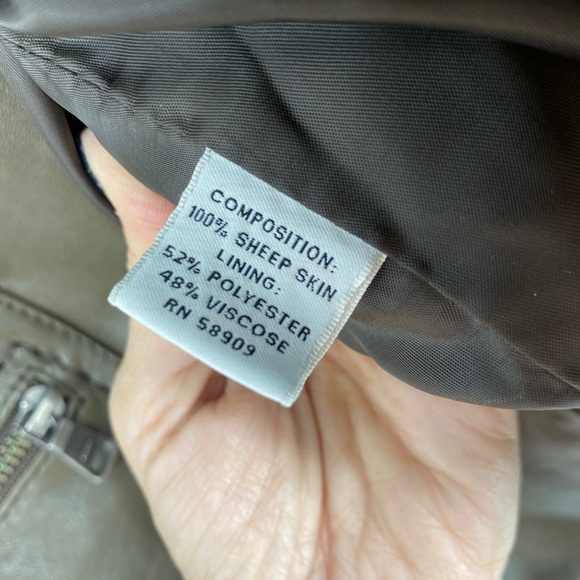 COMPOSITION:
100% SHEEP SKIN
LINING:
52% POLYESTER
48% VISCOSE
RN 58909